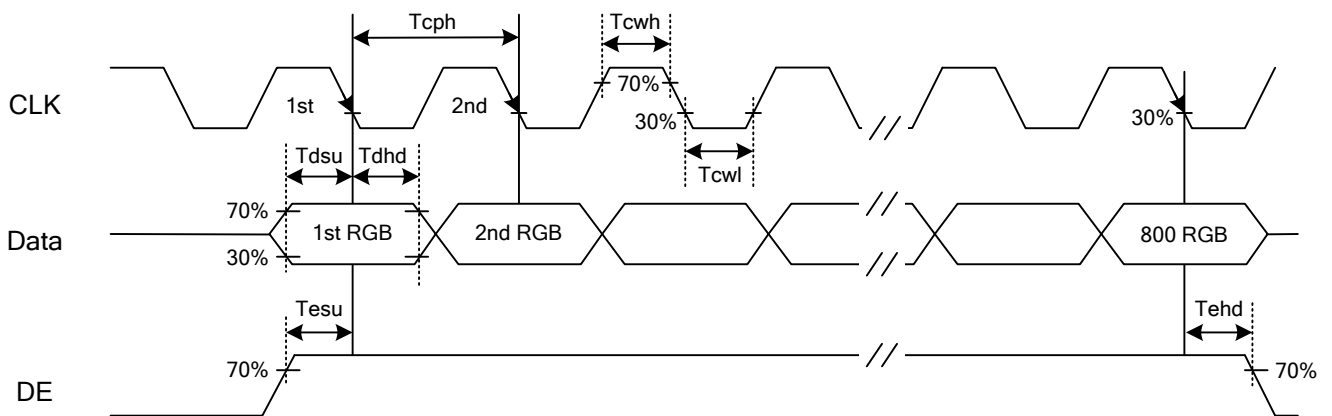 Tcph
Tcwh
CLK
1st
2nd
70%
30%
30%
Tdsu
Tdhd
Tcwl
70%
Data
1st RGB
2nd RGB
800 RGB
30%
Tesu
Tehd
70%
70%
DE